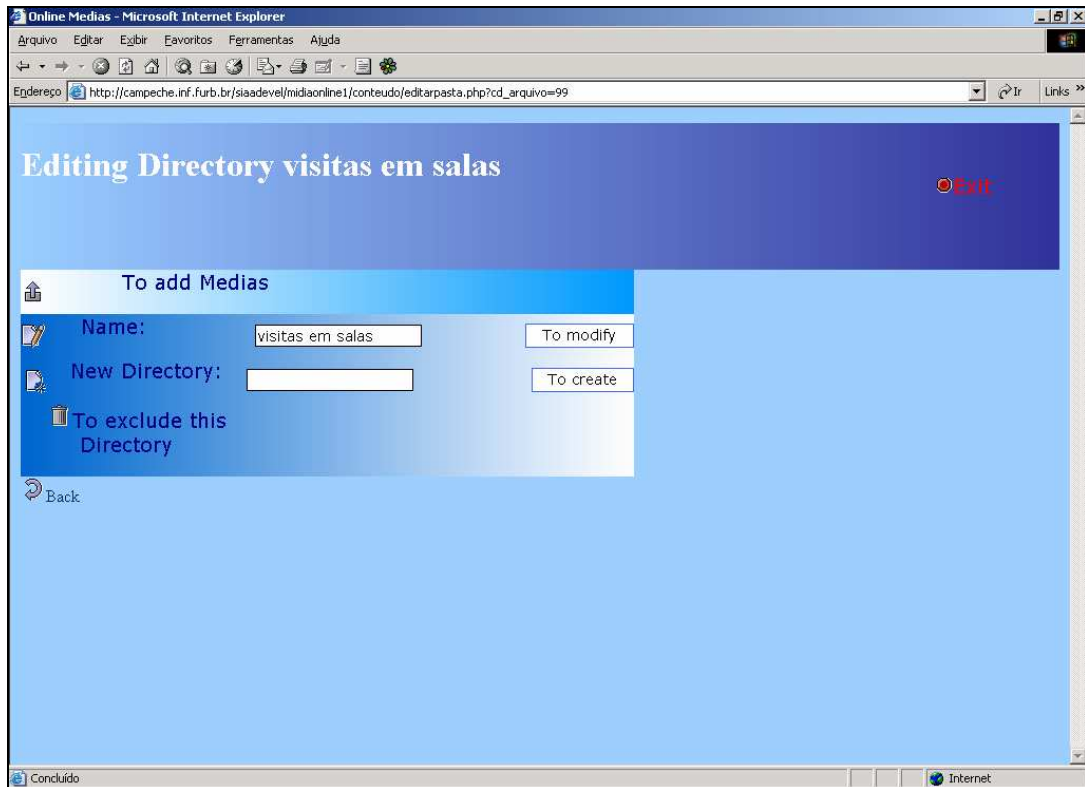 Online Medias - Microsoft Internet Explorer
Arquivo Editar Exibir Favoritos Ferramentas Ajuda
Endereço http://campeche.inf.furb.br/siaadevel/midiaonline1/conteudo/editarpasta.php?cd_arquivo=99 Ir Links »
Editing Directory visitas em salas
Exit
To add Medias
Name: visitas em salas To modify
New Directory: To create
To exclude this
Directory
Back
Concluído Internet